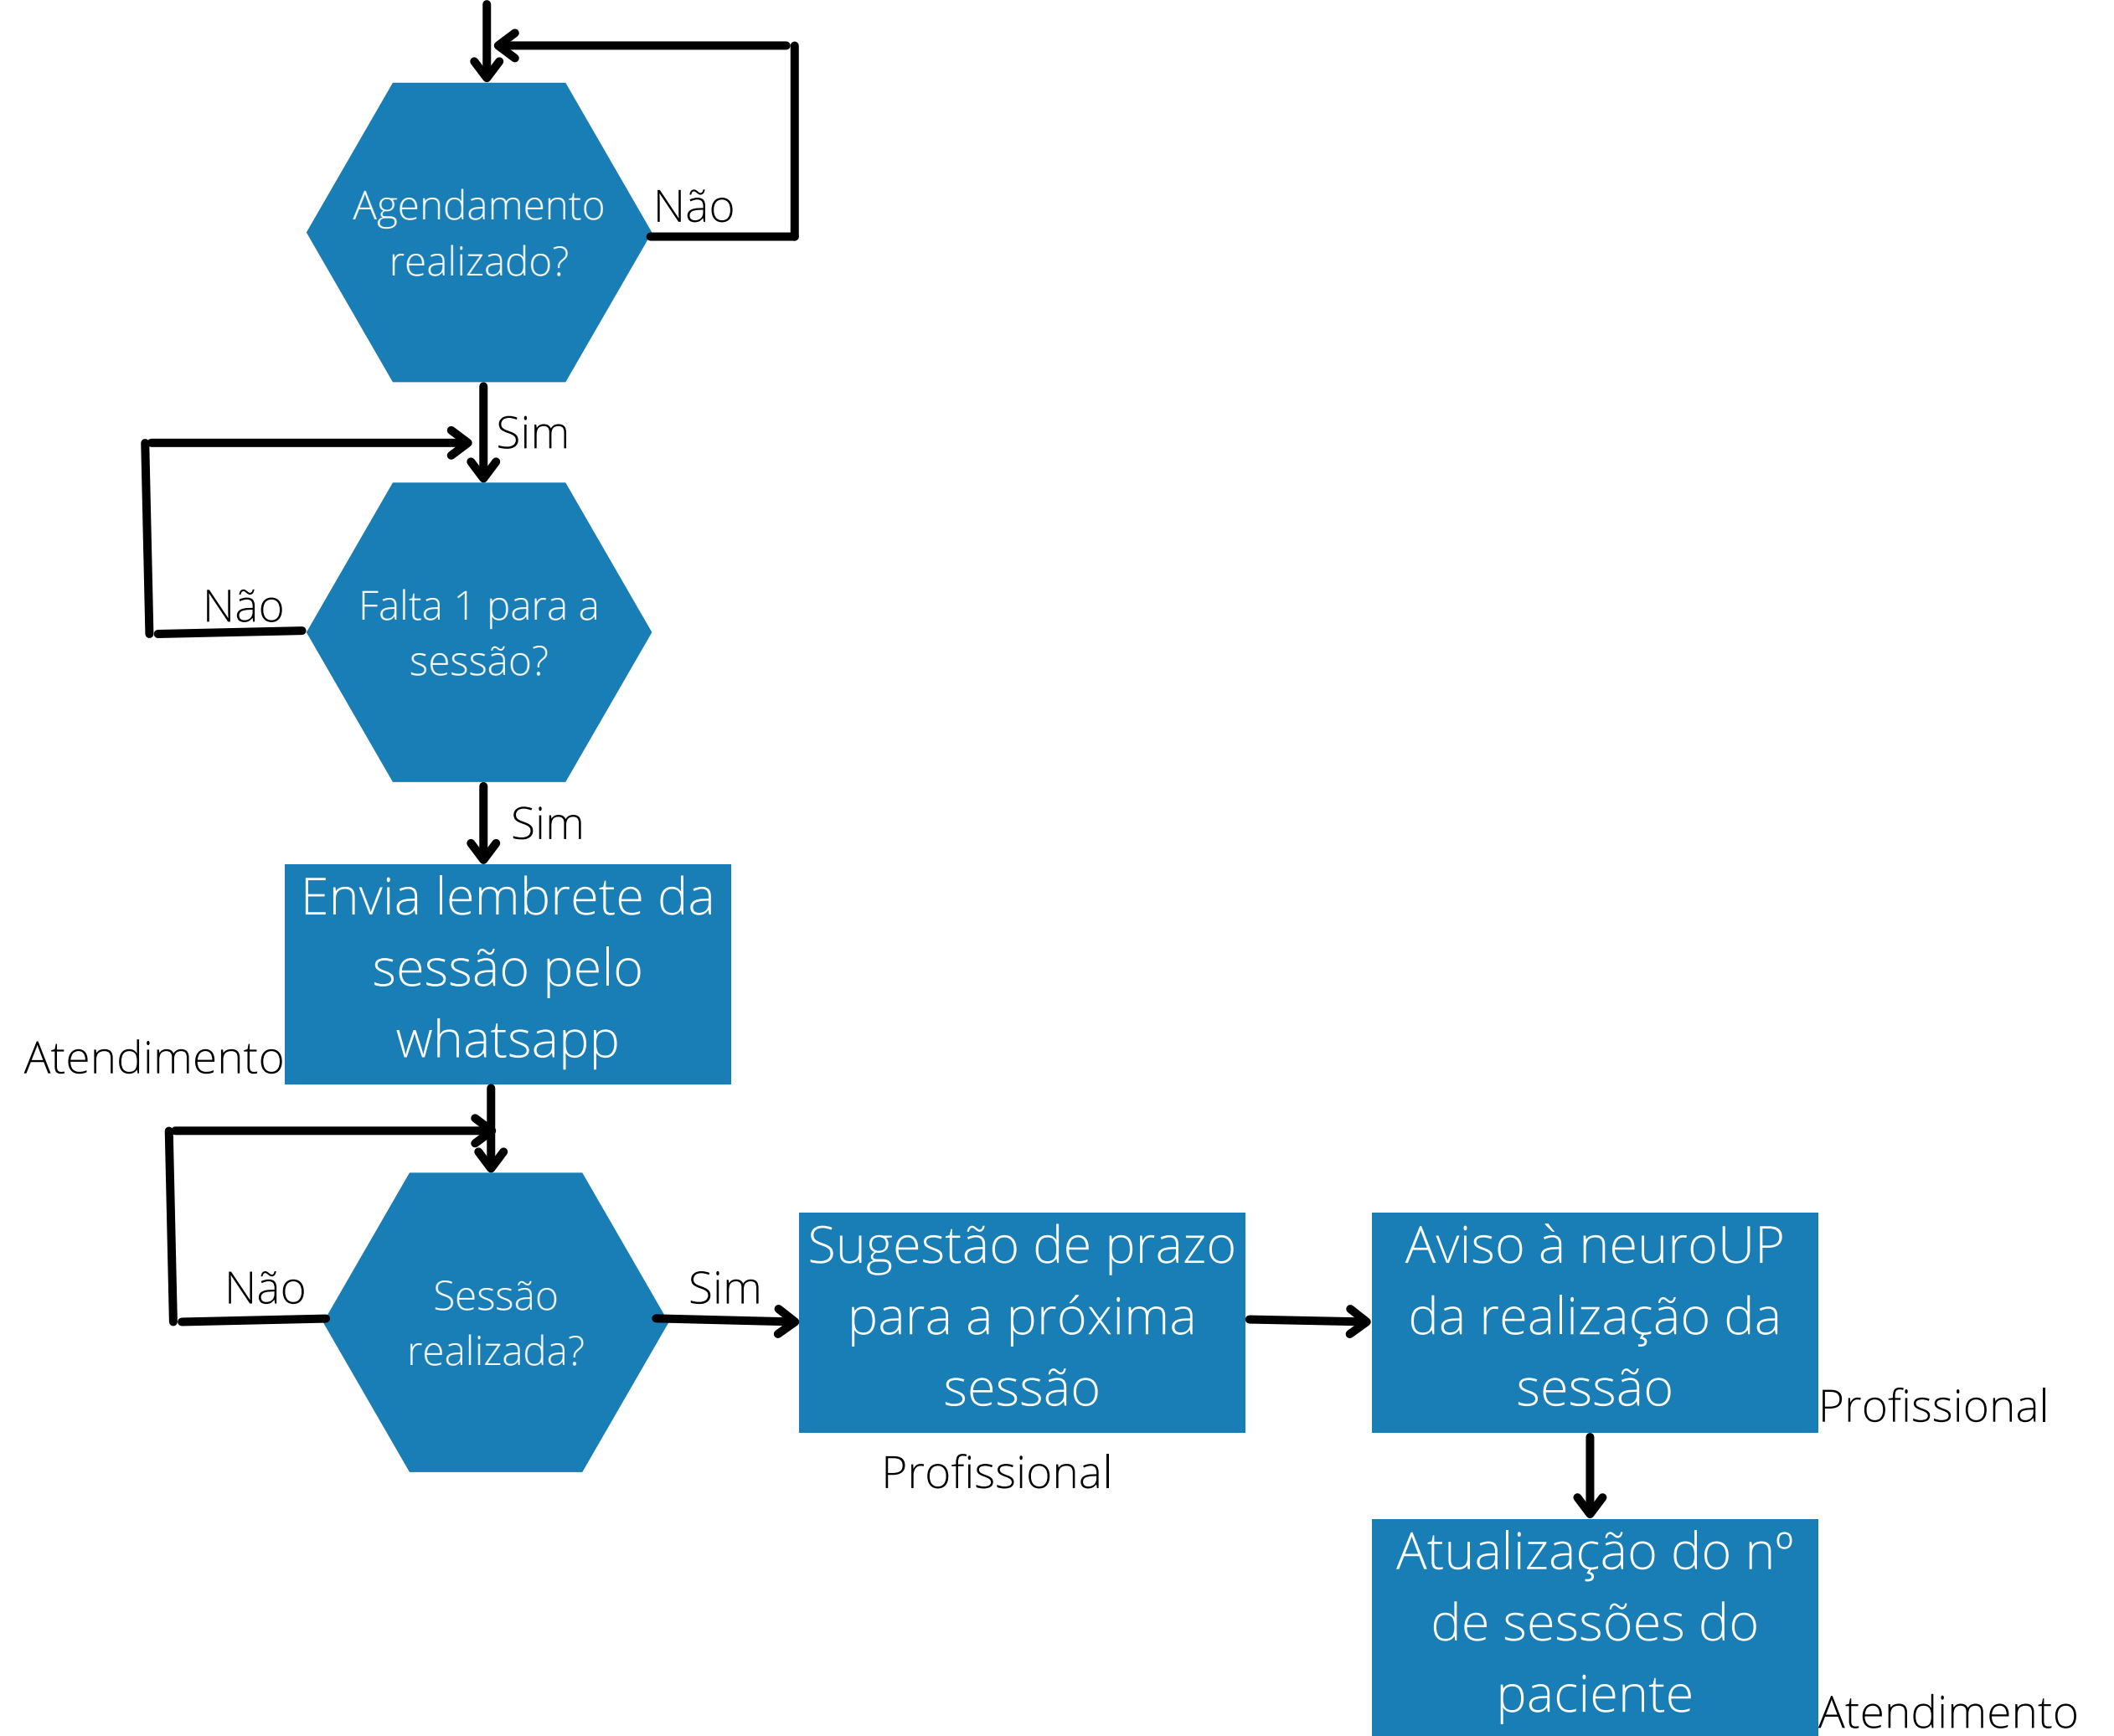 Agendamento
realizado?
Não
Sim
Falta 1 para a
sessão?
Não
Sim
Envia lembrete da
sessão pelo
whatsapp
Atendimento
Sessão
realizada?
Não
Sim
Sugestão de prazo
para a próxima
sessão
Profissional
Aviso à neuroUP
da realização da
sessão
Profissional
Atualização do nº
de sessões do
paciente
Atendimento